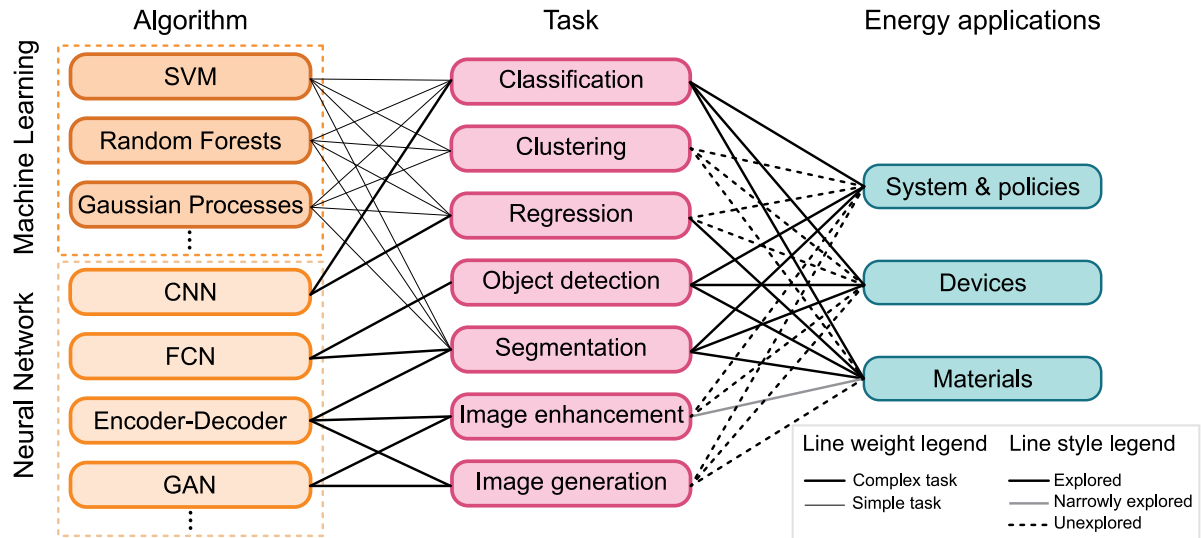 Algorithm
Task
Energy applications
Machine Learning
SVM
Random Forests
Gaussian Processes
Neural Network
CNN
FCN
Encoder-Decoder
GAN
Classification
Clustering
Regression
Object detection
Segmentation
Image enhancement
Image generation
System & policies
Devices
Materials
Line weight legend
Complex task
Simple task
Line style legend
Explored
Narrowly explored
Unexplored